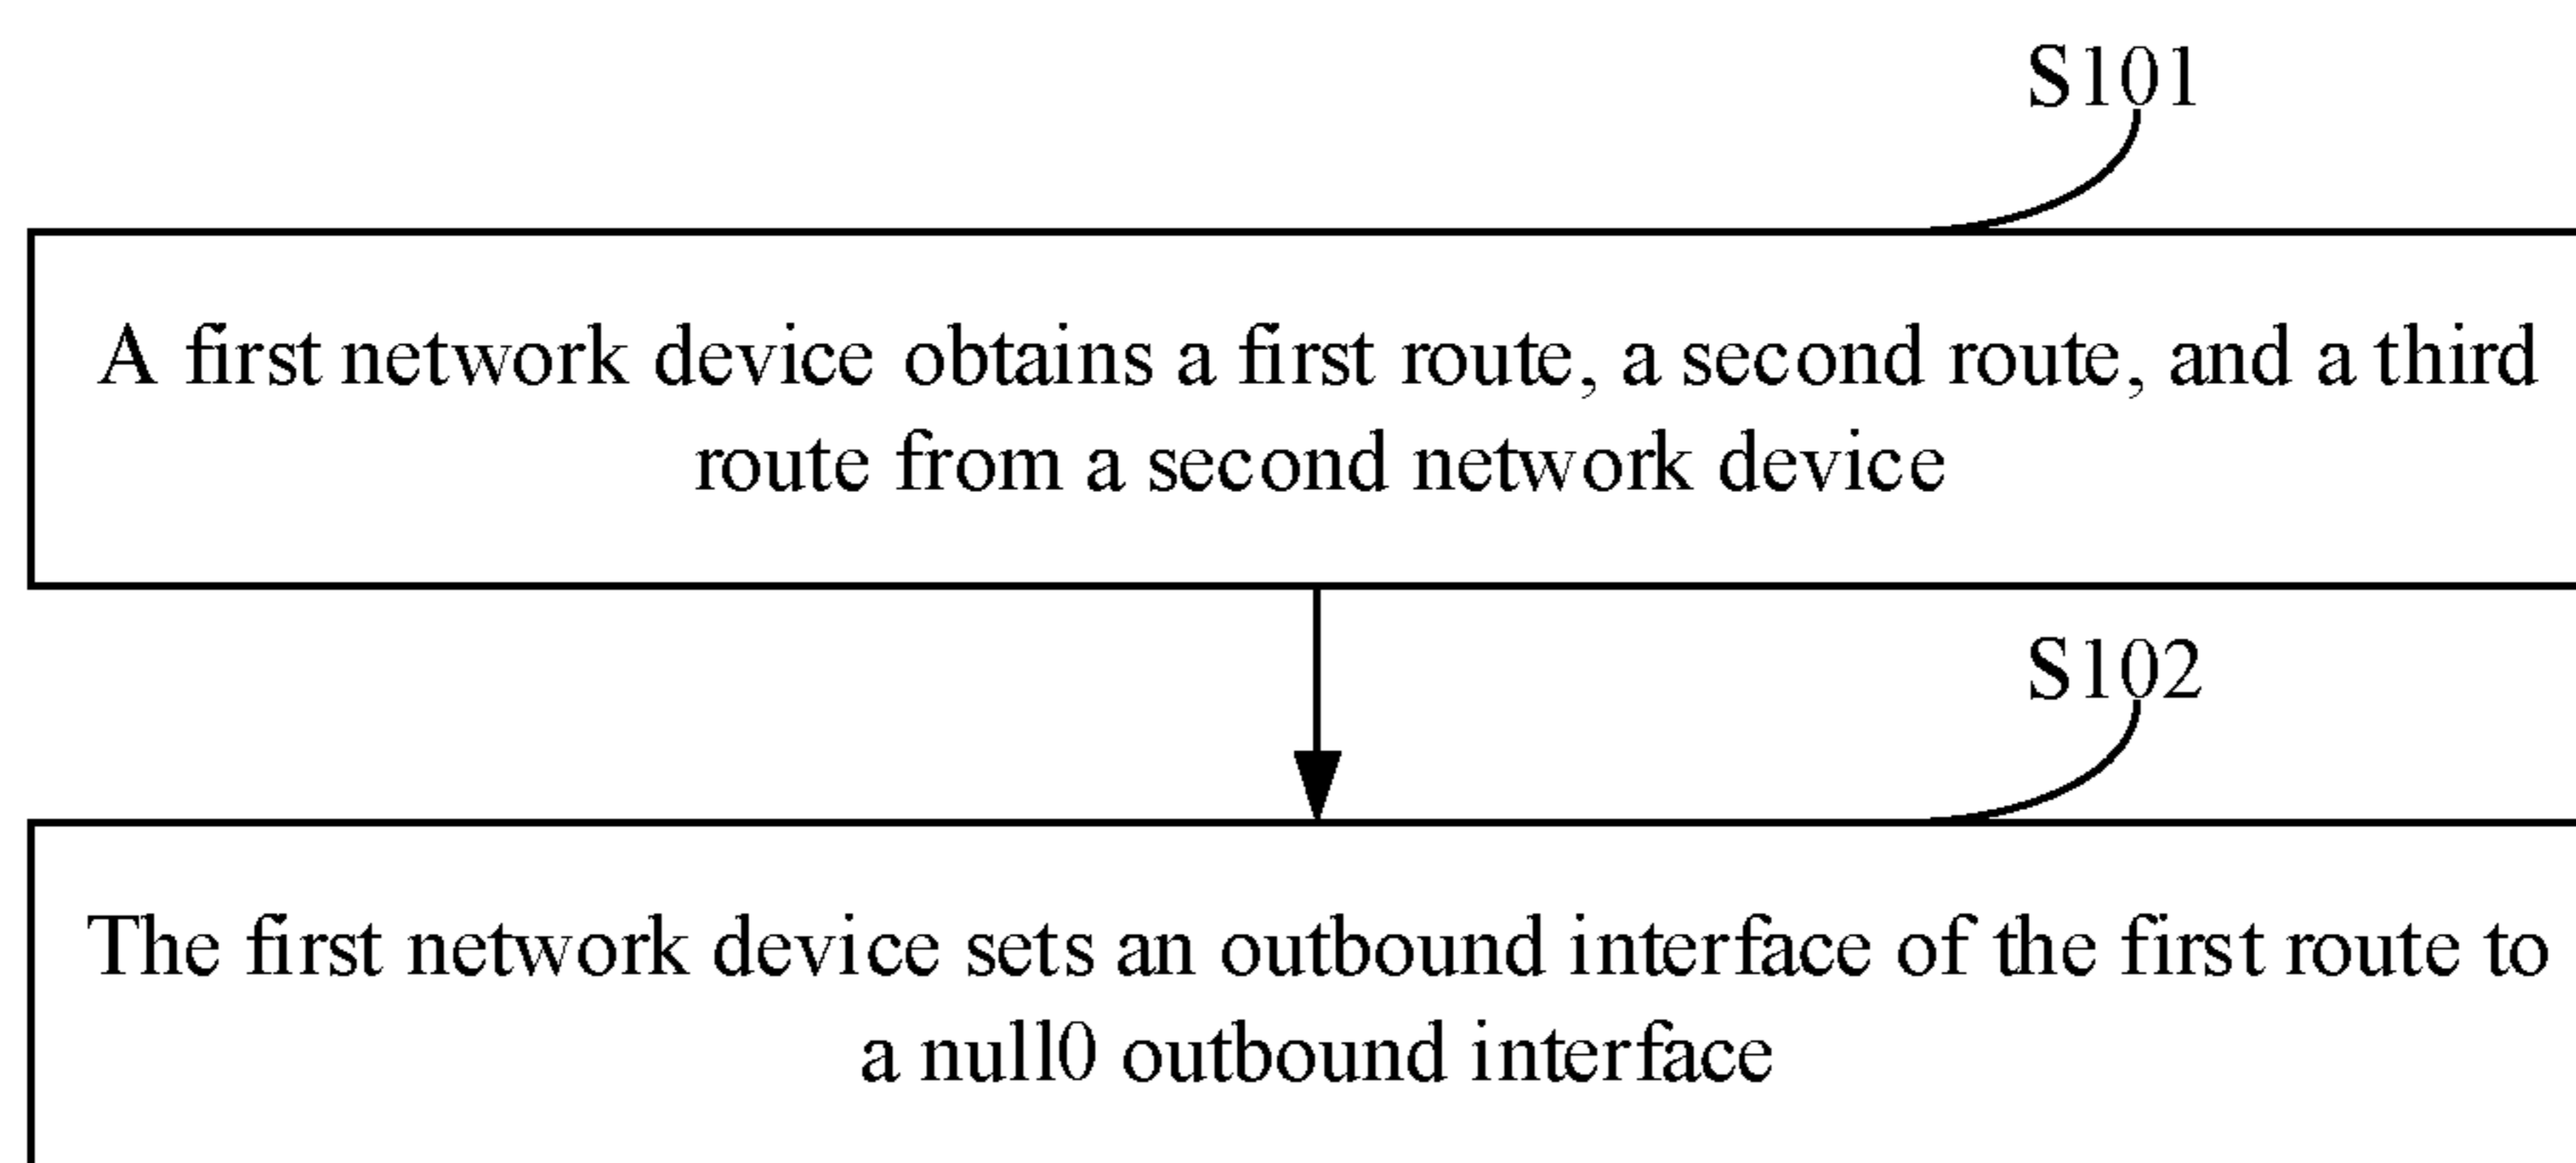 S101
A first network device obtains a first route, a second route, and a third
route from a second network device
S102
The first network device sets an outbound interface of the first route to
a null0 outbound interface